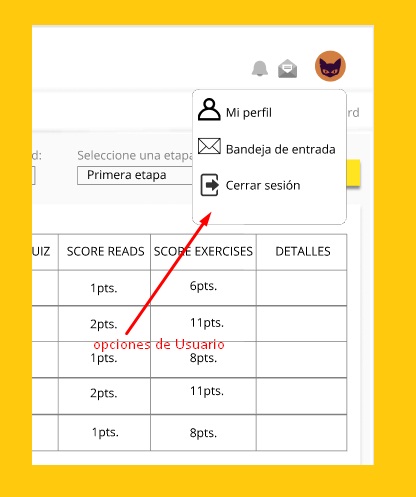 Mi perfil
rd
Bandeja de entrada
d:
Seleccione una etapa
Primera etapa
Cerrar sesión
UIZ SCORE READS SCORE EXERCISES DETALLES
1pts. 6pts.
2pts. 11pts.
opciones de Usuario
1pts. 8pts.
2pts. 11pts.
1pts. 8pts.